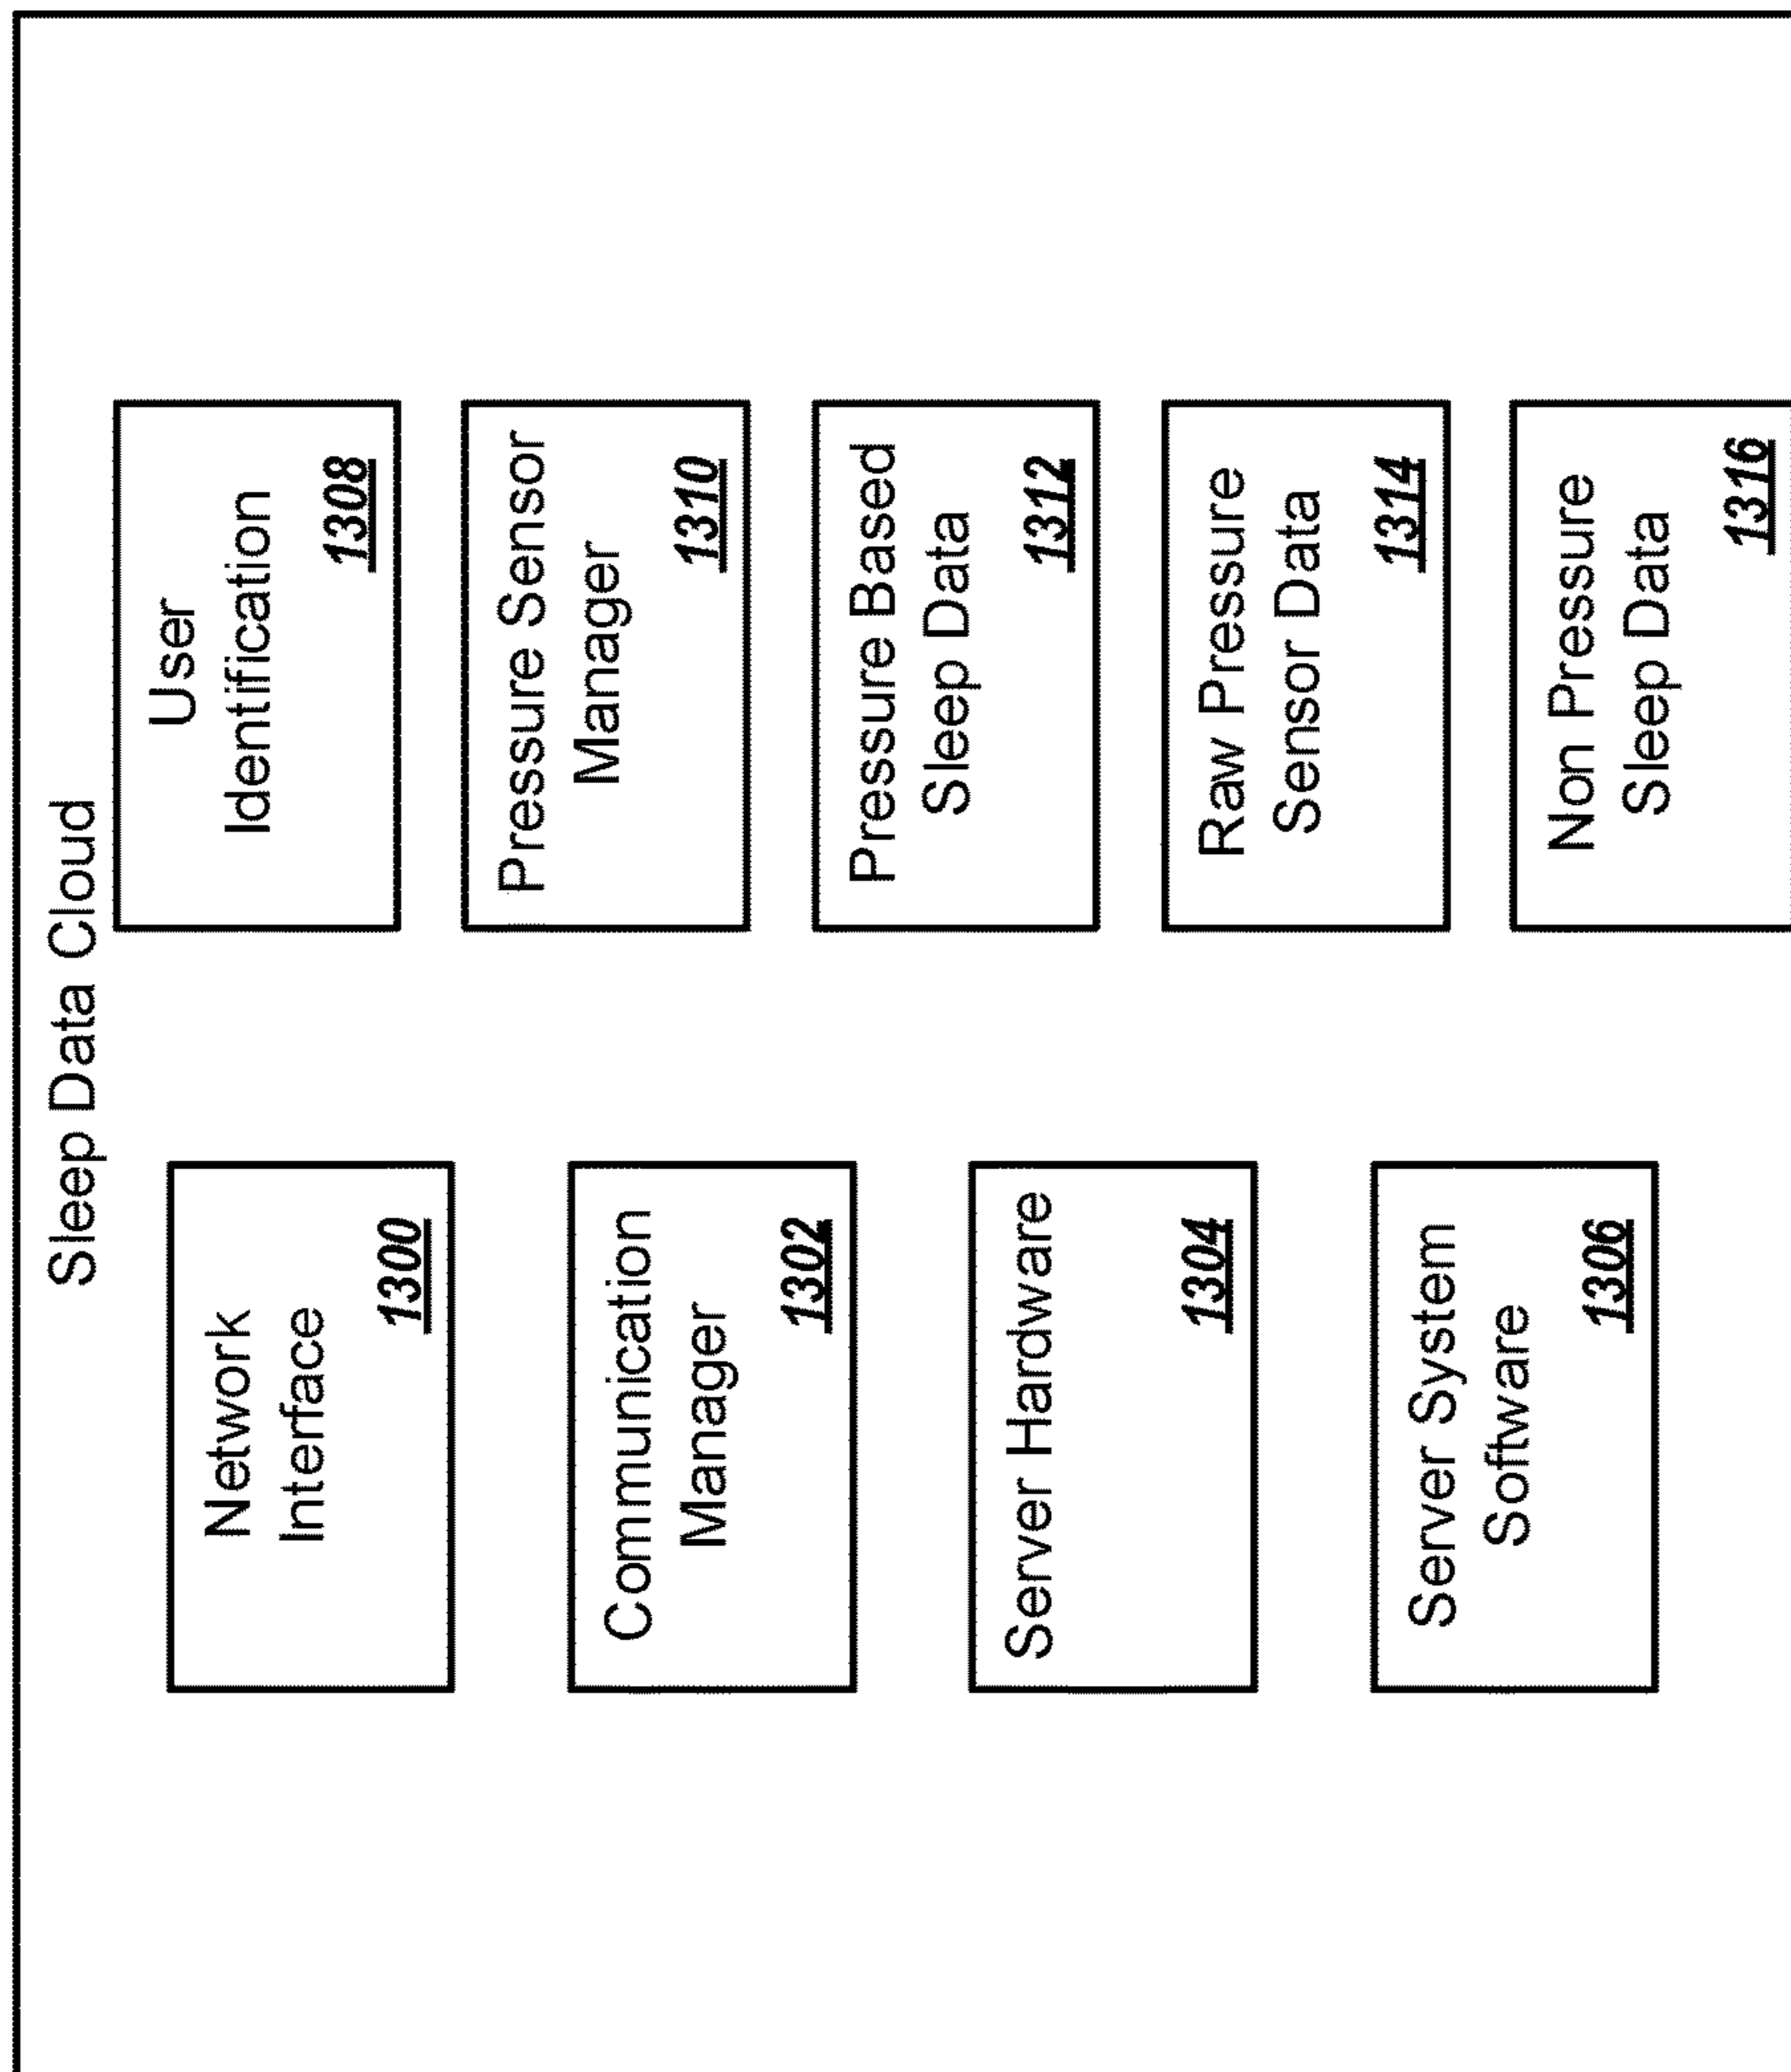 Sleep Data Cloud
Network
Interface
1300
Communication
Manager
1302
Server Hardware
1304
Server System
Software
1306
User
Identification
1308
Pressure Sensor
Manager
1310
Pressure Based
Sleep Data
1312
Raw Pressure
Sensor Data
1314
Non Pressure
Sleep Data
1316